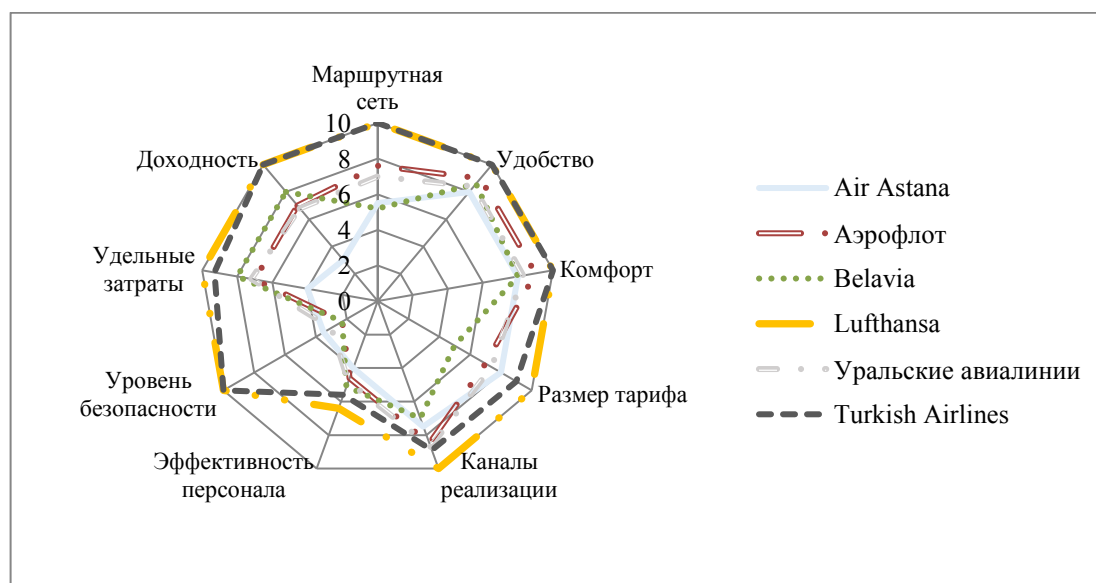 Маршрутная
сеть
10
8
6
4
2
0
Удобство
Комфорт
Размер тарифа
Каналы
реализации
Эффективность
персонала
Уровень
безопасности
Удельные
затраты
Доходность
Air Astana
Аэрофлот
Belavia
Lufthansa
Уральские авиалинии
Turkish Airlines